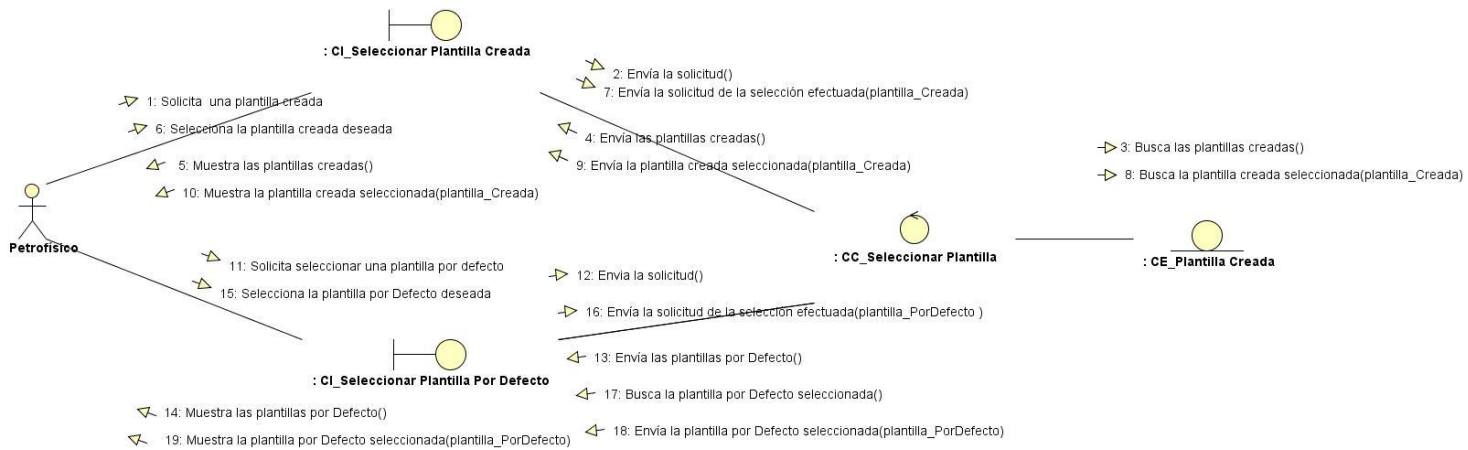 : CI_Seleccionar Plantilla Creada
2: Envía la solicitud()
7: Envía la solicitud de la selección efectuada(plantilla_Creada)
1: Solicita una plantilla creada
6: Selecciona la plantilla creada deseada
4: Envía las plantillas creadas()
3: Busca las plantillas creadas()
5: Muestra las plantillas creadas()
9: Envía la plantilla creada seleccionada(plantilla_Creada)
8: Busca la plantilla creada seleccionada(plantilla_Creada)
10: Muestra la plantilla creada seleccionada(plantilla_Creada)
Petrofísico
: CC_Seleccionar Plantilla
: CE_Plantilla Creada
11: Solicita seleccionar una plantilla por defecto
12: Envia la solicitud()
15: Selecciona la plantilla por Defecto deseada
16: Envía la solicitud de la selección efectuada(plantilla_PorDefecto )
13: Envía las plantillas por Defecto()
: CI_Seleccionar Plantilla Por Defecto
17: Busca la plantilla por Defecto seleccionada()
14: Muestra las plantillas por Defecto()
18: Envía la plantilla por Defecto seleccionada(plantilla_PorDefecto)
19: Muestra la plantilla por Defecto seleccionada(plantilla_PorDefecto)